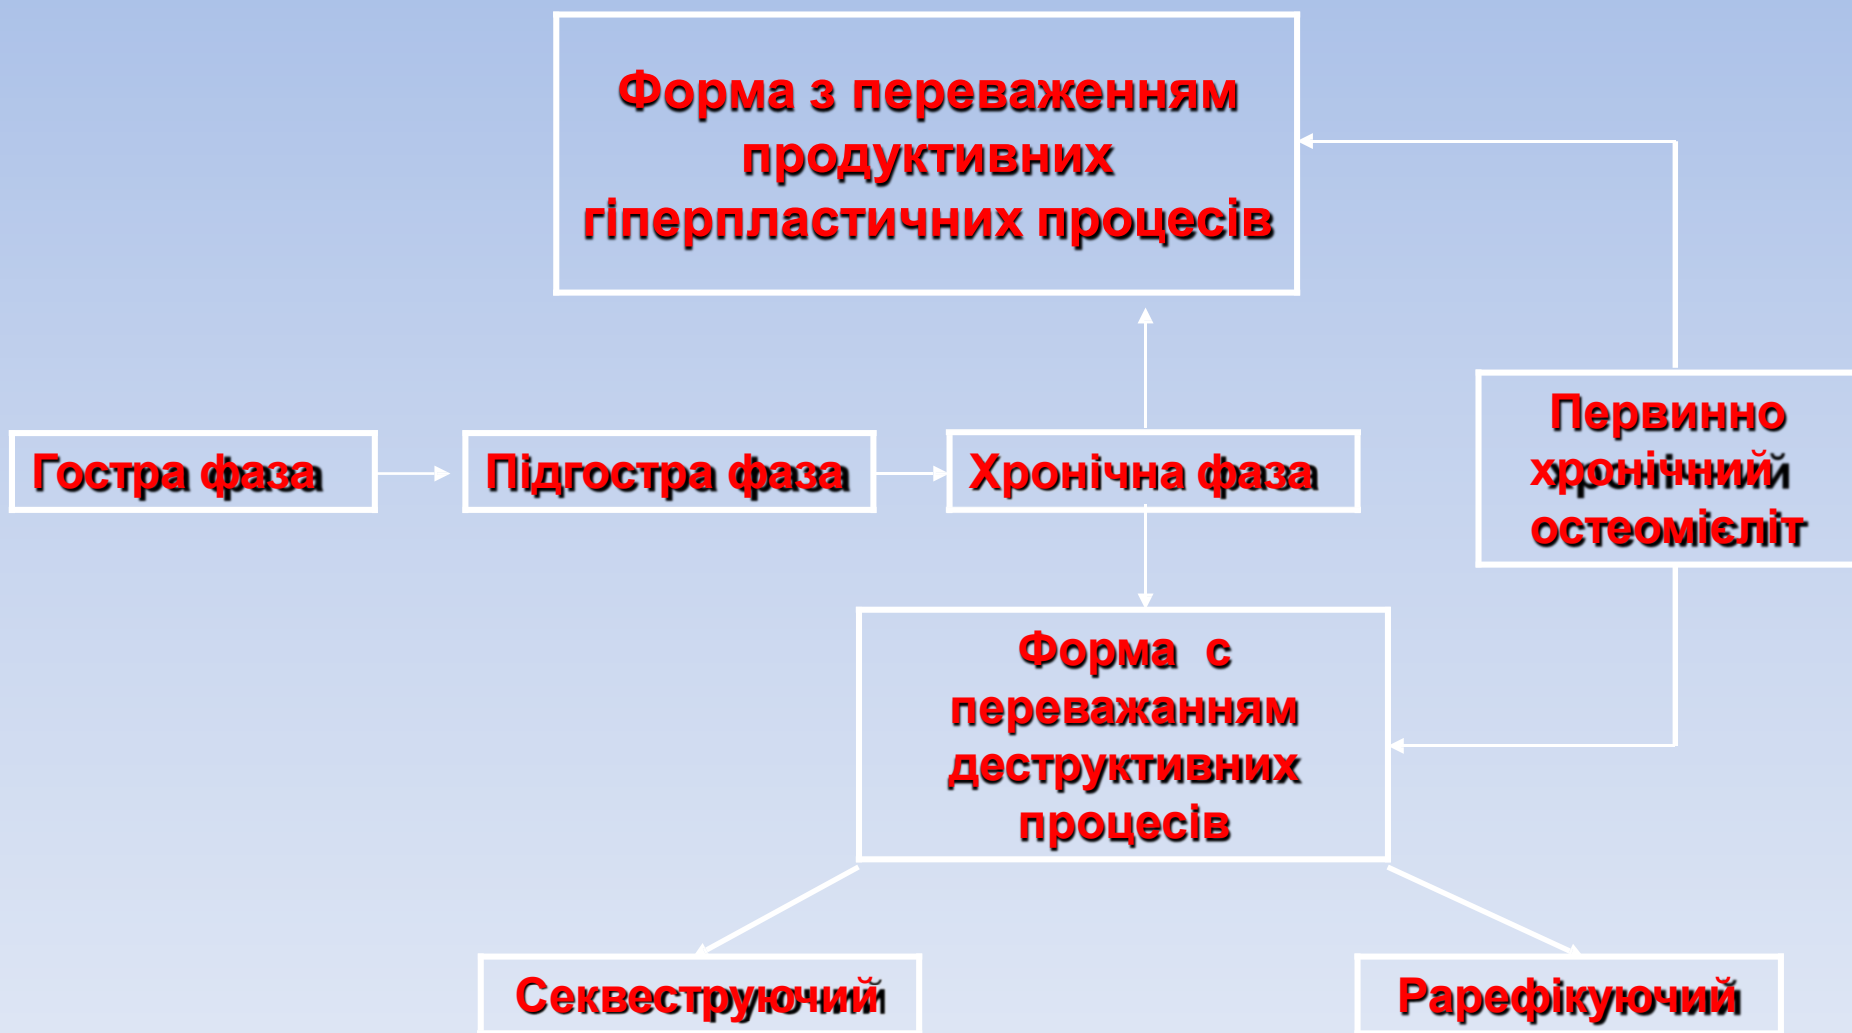 Форма з переваженням
продуктивних
гіперпластичних процесів
Гостра фаза
Підгостра фаза
Хронічна фаза
Первинно
хронічний
остеомієліт
Форма с
переважанням
деструктивних
процесів
Секвеструючий
Рарефікуючий